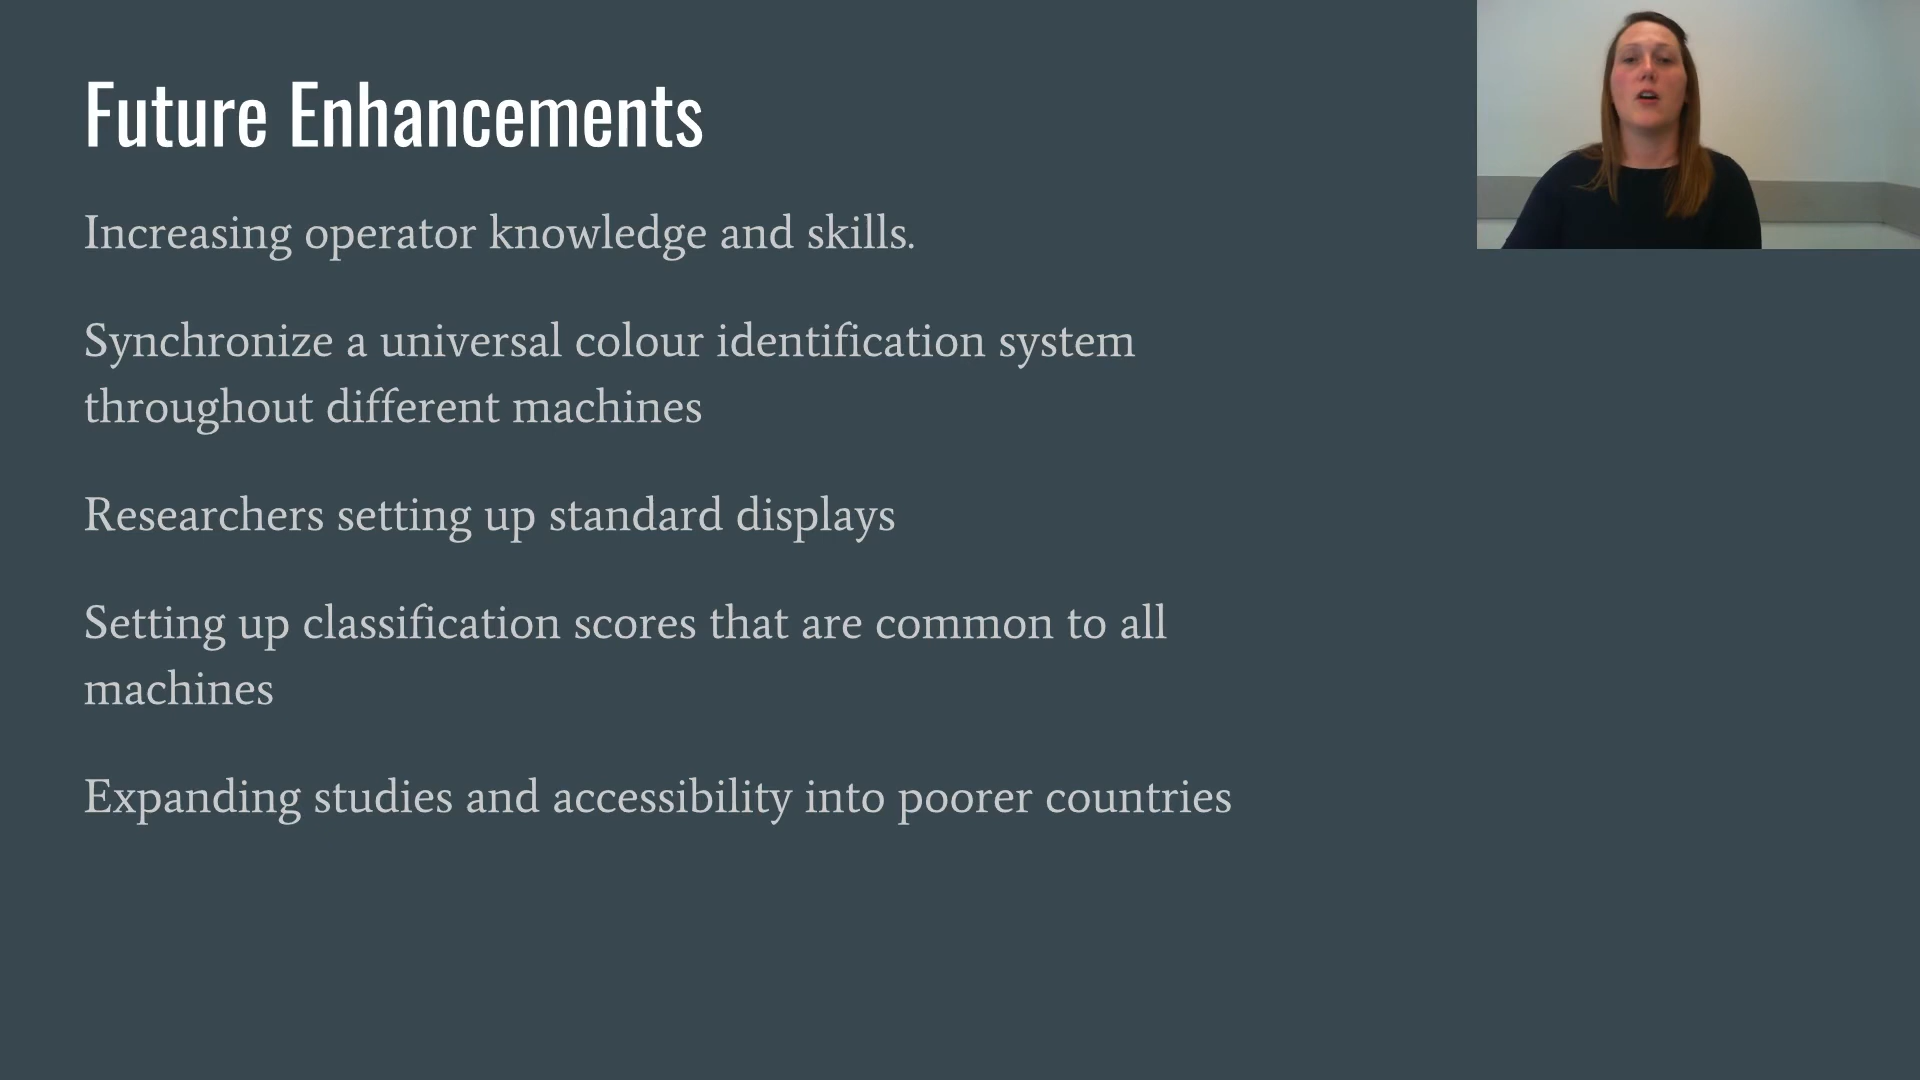 Future Enhancements
Increasing operator knowledge and skills.
Synchronize a universal colour identification system
throughout different machines
Researchers setting up standard displays
Setting up classification scores that are common to all
machines
Expanding studies and accessibility into poorer countries